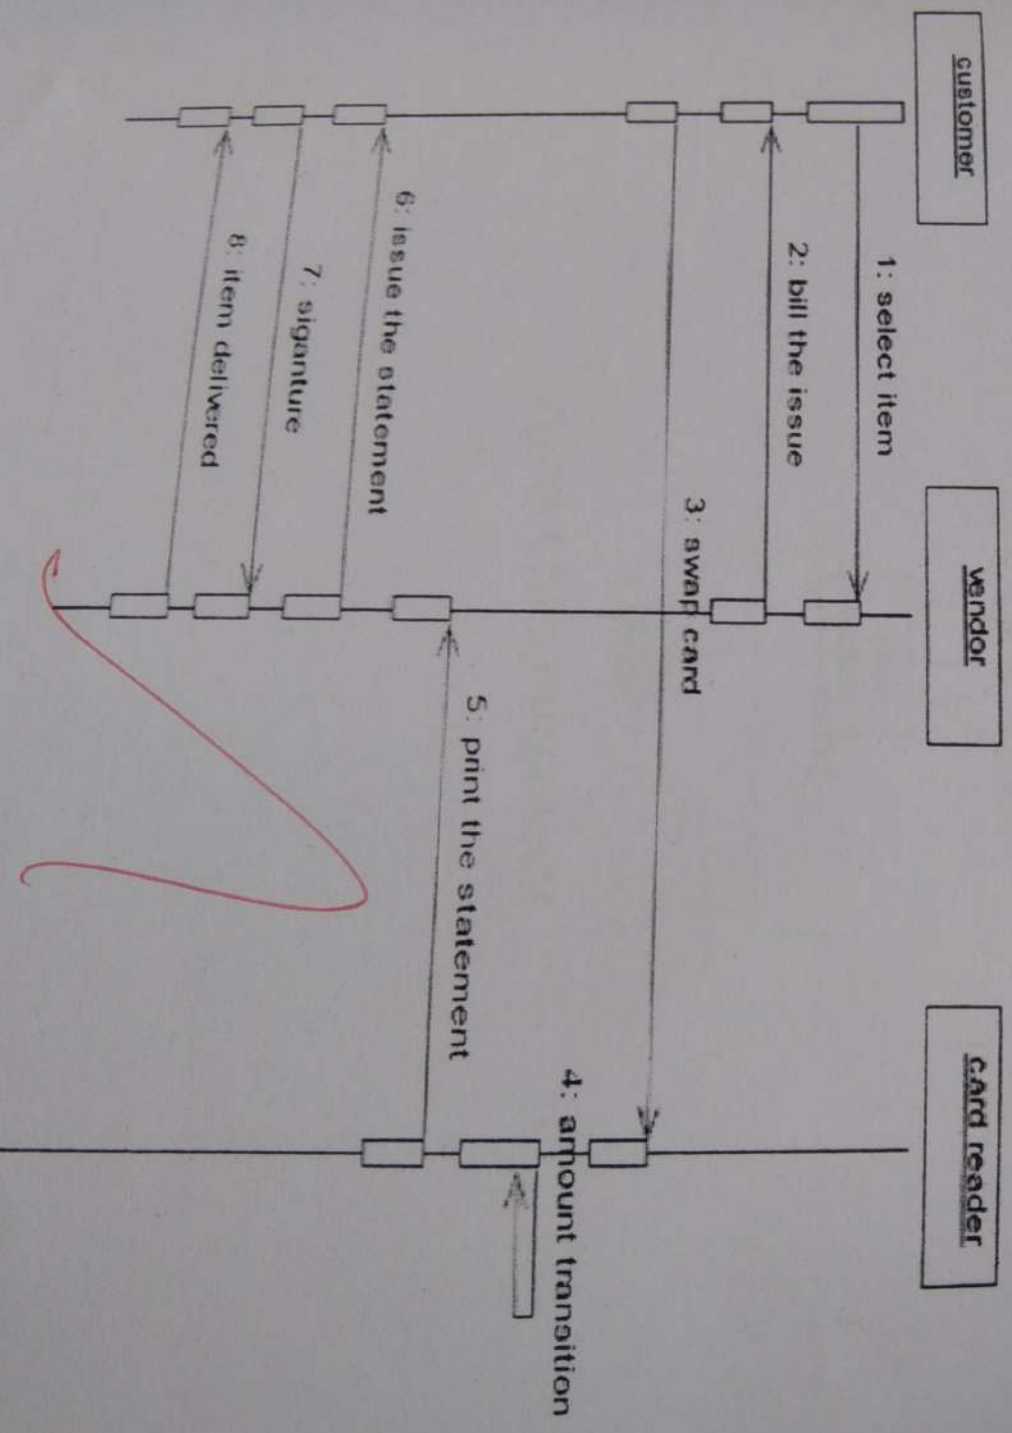 customer
vendor
card reader
1: select item
2: bill the issue
3: swap card
4: amount transition
5: print the statement
6: issue the statement
7: siganture
8: item delivered